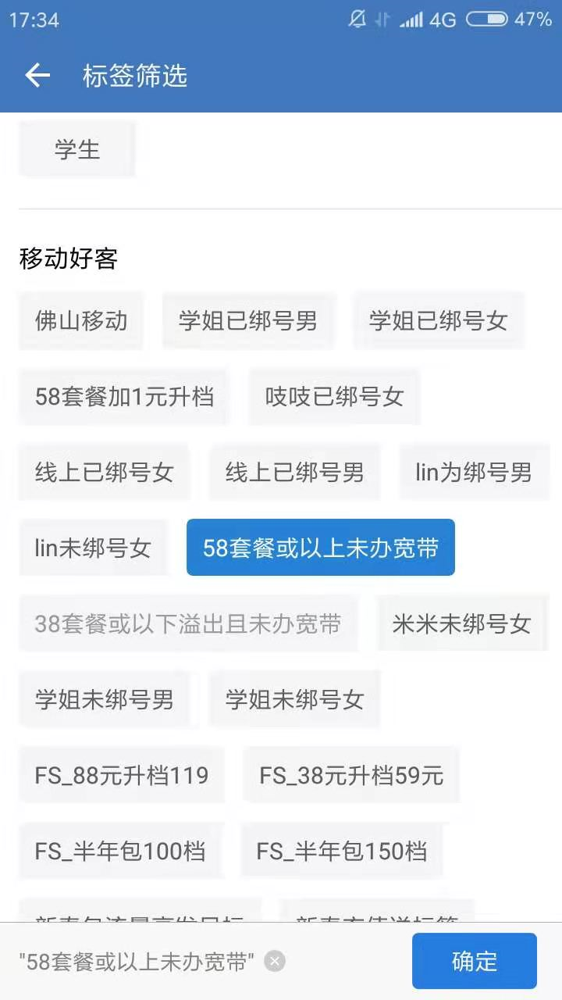 17:34 4G 47%
标签筛选
学生
移动好客
佛山移动 学姐已绑号男 学姐已绑号女
58套餐加1元升档 吱吱已绑号女
线上已绑号女 线上已绑号男 lin为绑号男
lin未绑号女 58套餐或以上未办宽带
38套餐或以下溢出且未办宽带 米米未绑号女
学姐未绑号男 学姐未绑号女
FS_88元升档119 FS_38元升档59元
FS_半年包100档 FS_半年包150档
"58套餐或以上未办宽带" 确定